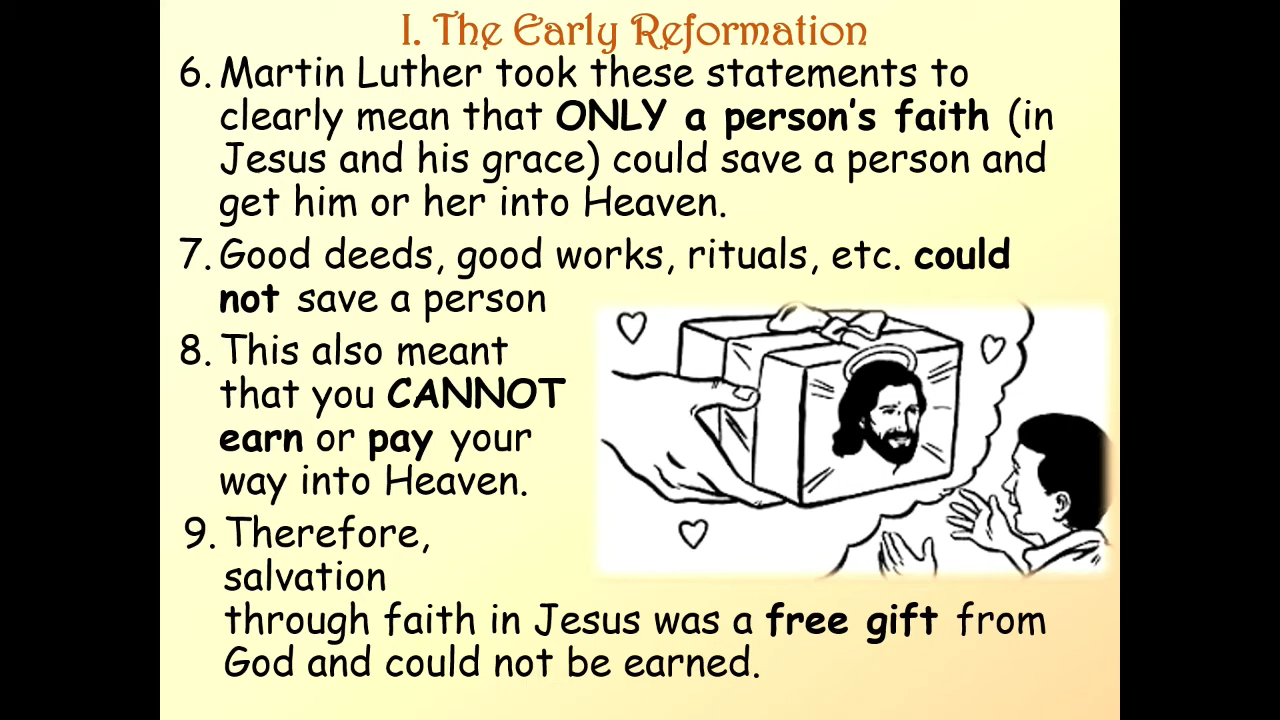 I. The Early Reformation
6. Martin Luther took these statements to
clearly mean that ONLY a person's faith (in
Jesus and his grace) could save a person and
get him or her into Heaven.
7. Good deeds, good works, rituals, etc. could
not save a person
8. This also meant
that you CANNOT
earn or pay your
way into Heaven.
9. Therefore,
salvation
through faith in Jesus was a free gift from
God and could not be earned.